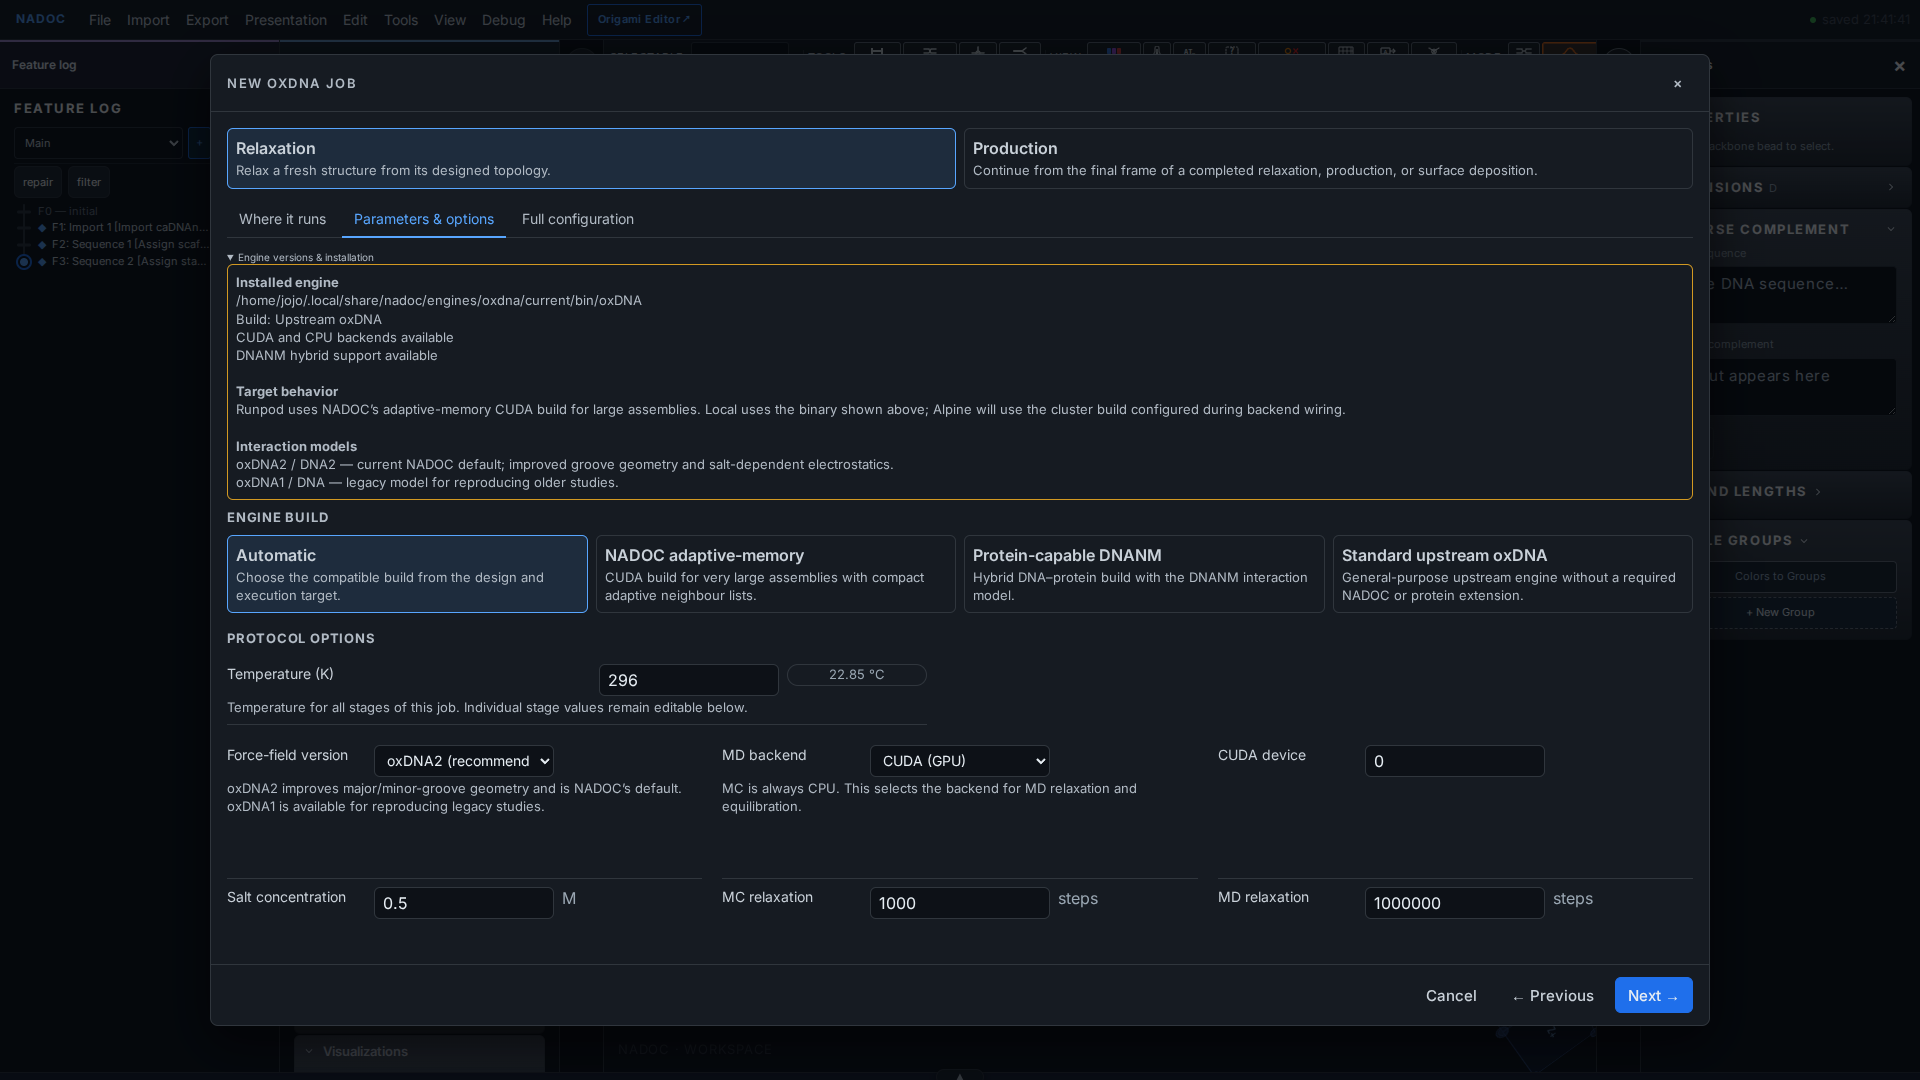 NADOC File Import Export Presentation Edit Tools View Debug Help Origami Editor↗ saved 21:41:41
Feature log
FEATURE LOG
Main
repair filter
F0 — initial
F1: Import 1 [Import caDNAn...
F2: Sequence 1 [Assign scaf...
F3: Sequence 2 [Assign sta...
NEW OXDNA JOB
×
Relaxation
Relax a fresh structure from its designed topology.
Production
Continue from the final frame of a completed relaxation, production, or surface deposition.
Where it runs Parameters & options Full configuration
▾ Engine versions & installation
Installed engine
/home/jojo/.local/share/nadoc/engines/oxdna/current/bin/oxDNA
Build: Upstream oxDNA
CUDA and CPU backends available
DNANM hybrid support available
Target behavior
Runpod uses NADOC’s adaptive-memory CUDA build for large assemblies. Local uses the binary shown above; Alpine will use the cluster build configured during backend wiring.
Interaction models
oxDNA2 / DNA2 — current NADOC default; improved groove geometry and salt-dependent electrostatics.
oxDNA1 / DNA — legacy model for reproducing older studies.
ENGINE BUILD
Automatic
Choose the compatible build from the design and
execution target.
NADOC adaptive-memory
CUDA build for very large assemblies with compact
adaptive neighbour lists.
Protein-capable DNANM
Hybrid DNA–protein build with the DNANM interaction
model.
Standard upstream oxDNA
General-purpose upstream engine without a required
NADOC or protein extension.
PROTOCOL OPTIONS
Temperature (K) 296 22.85 °C
Temperature for all stages of this job. Individual stage values remain editable below.
Force-field version oxDNA2 (recommend
oxDNA2 improves major/minor-groove geometry and is NADOC’s default.
oxDNA1 is available for reproducing legacy studies.
MD backend CUDA (GPU)
MC is always CPU. This selects the backend for MD relaxation and
equilibration.
CUDA device 0
Salt concentration 0.5 M
MC relaxation 1000 steps
MD relaxation 1000000 steps
Cancel ← Previous Next →
ERTIES
ackbone bead to select.
NSIONS D
RSE COMPLEMENT
quence
e DNA sequence...
complement
ut appears here
ND LENGTHS
LE GROUPS
Colors to Groups
+ New Group
Visualizations
NADOC WORKSPACE